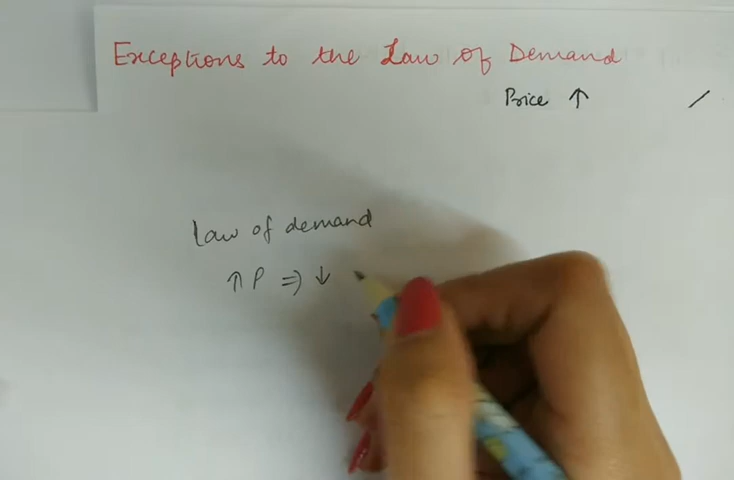 Exceptions to the Law of Demand
Price ↑
law of demand
↑ P ⇒ ↓